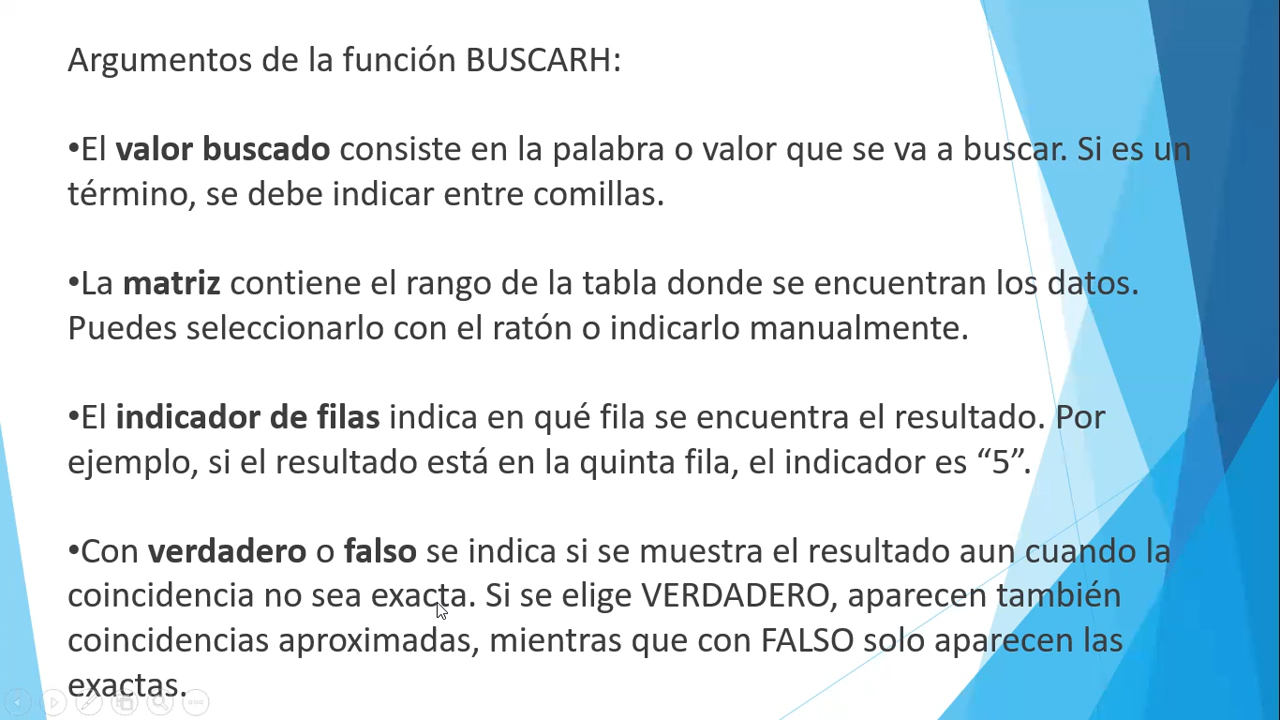 Argumentos de la función BUSCARH:
•El valor buscado consiste en la palabra o valor que se va a buscar. Si es un
término, se debe indicar entre comillas.
•La matriz contiene el rango de la tabla donde se encuentran los datos.
Puedes seleccionarlo con el ratón o indicarlo manualmente.
•El indicador de filas indica en qué fila se encuentra el resultado. Por
ejemplo, si el resultado está en la quinta fila, el indicador es “5”.
•Con verdadero o falso se indica si se muestra el resultado aun cuando la
coincidencia no sea exacta. Si se elige VERDADERO, aparecen también
coincidencias aproximadas, mientras que con FALSO solo aparecen las
exactas.